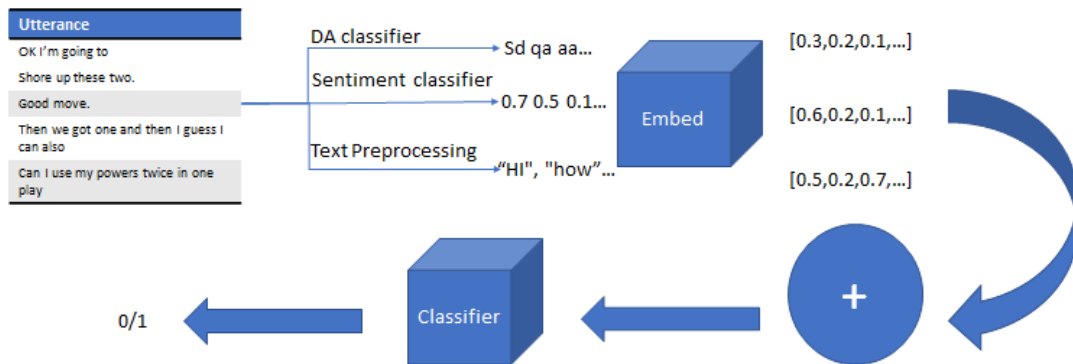 Utterance
OK I'm going to
Shore up these two.
Good move.
Then we got one and then I guess I
can also
Can I use my powers twice in one
play
DA classifier
Sd qa aa...
Sentiment classifier
0.7 0.5 0.1...
Text Preprocessing
“HI", "how”...
Embed
[0.3,0.2,0.1,...]
[0.6,0.2,0.1,...]
[0.5,0.2,0.7,...]
+
Classifier
0/1